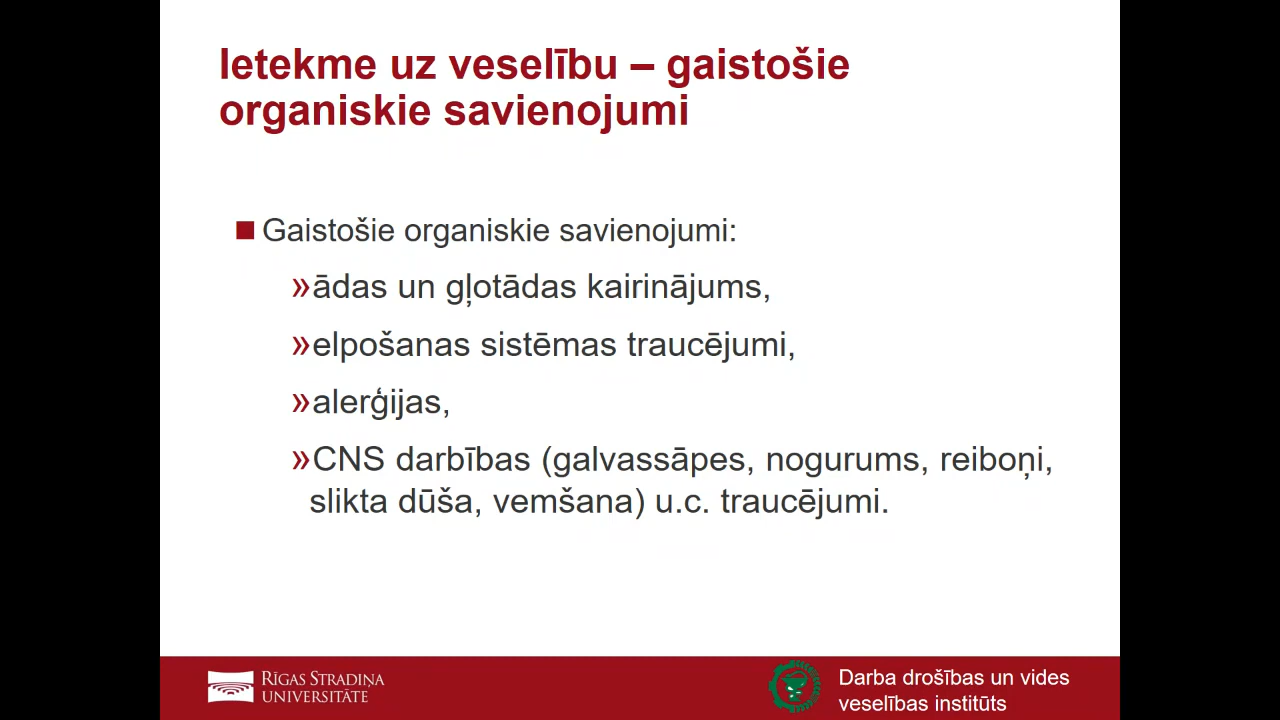 Ietekme uz veselību – gaistošie
organiskie savienojumi
Gaistošie organiskie savienojumi:
»ādas un gļotādas kairinājums,
»elpošanas sistēmas traucējumi,
»alerģijas,
»CNS darbības (galvassāpes, nogurums, reiboņi,
slikta dūša, vemšana) u.c. traucējumi.
RĪGAS STRADIŅA
UNIVERSITĀTE
Darba drošības un vides
veselības institūts